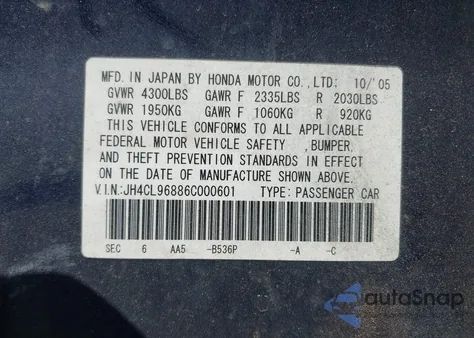 MFD. IN JAPAN BY HONDA MOTOR CO.,LTD: 10/'05
GVWR 4300LBS GAWR F 2335LBS R 2030LBS
GVWR 1950KG GAWR F 1060KG R 920KG
THIS VEHICLE CONFORMS TO ALL APPLICABLE
FEDERAL MOTOR VEHICLE SAFETY ,BUMPER,
AND THEFT PREVENTION STANDARDS IN EFFECT
ON THE DATE OF MANUFACTURE SHOWN ABOVE.
V.I.N:JH4CL96886C000601 TYPE: PASSENGER CAR
SEC 6 AA5 -B536P -A -C
autoSnap